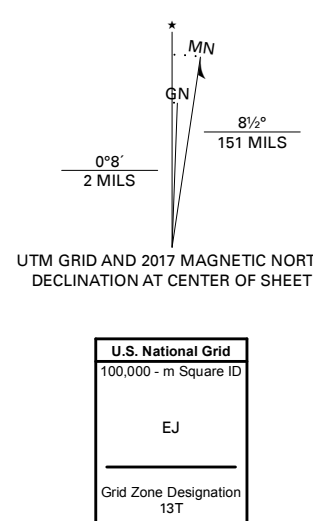 ★
MN
GN
8½°
151 MILS
0°8´
2 MILS
UTM GRID AND 2017 MAGNETIC NORT
DECLINATION AT CENTER OF SHEET
U.S. National Grid
100,000 - m Square ID
EJ
Grid Zone Designation
13T